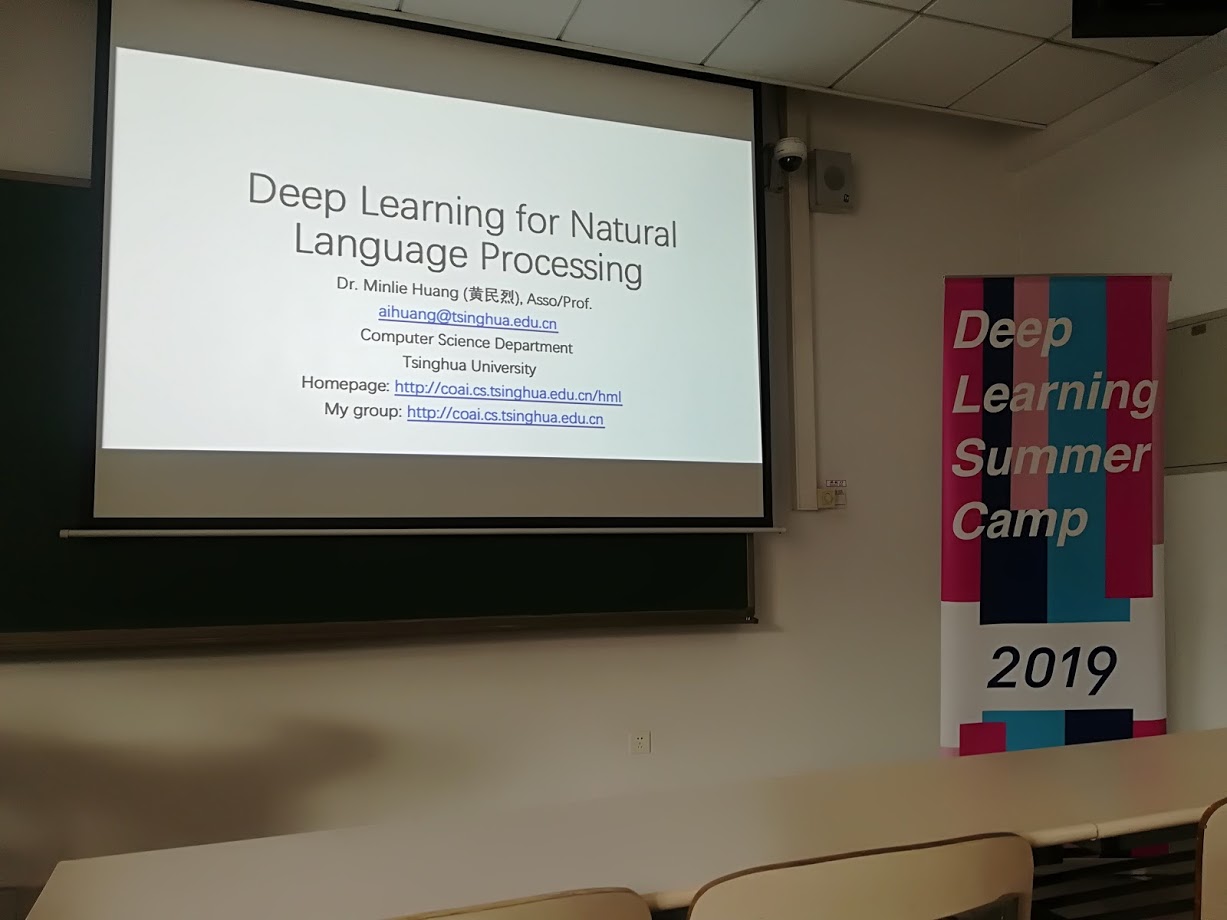 Deep Learning for Natural
Language Processing
Dr. Minlie Huang (黄民烈), Asso/Prof.
aihuang@tsinghua.edu.cn
Computer Science Department
Tsinghua University
Homepage: http://coai.cs.tsinghua.edu.cn/hml
My group: http://coai.cs.tsinghua.edu.cn
Deep
Learning
Summer
Camp
2019